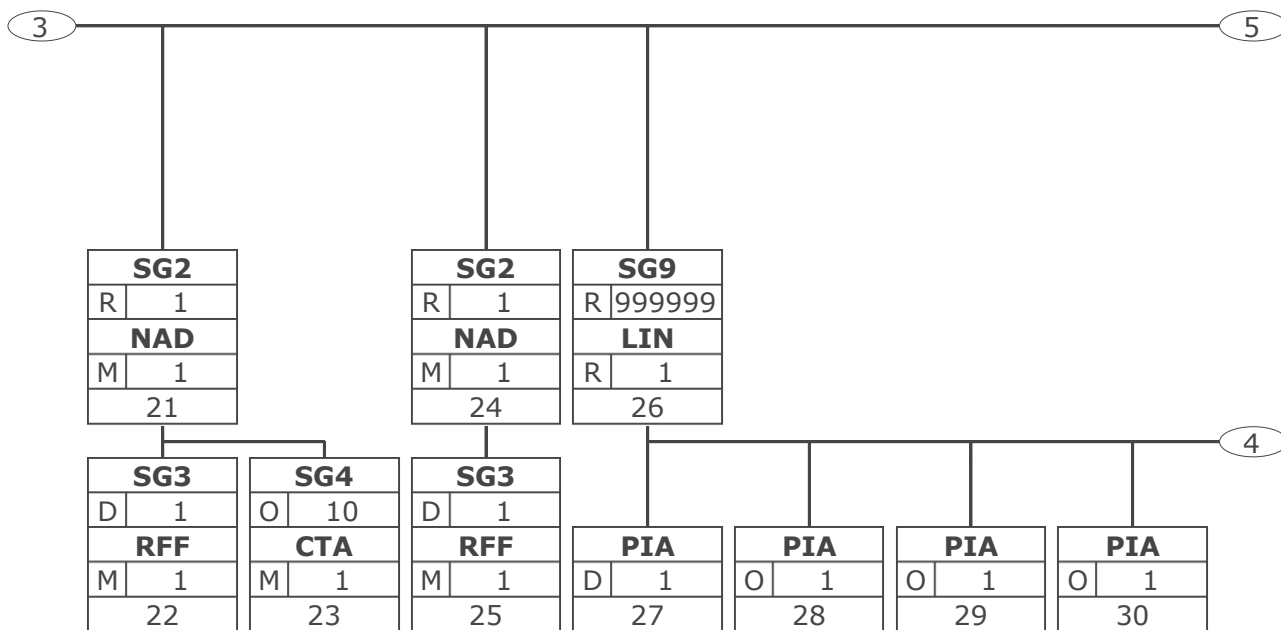 3
5
SG2
R 1
NAD
M 1
21
SG2
R 1
NAD
M 1
24
SG9
R 999999
LIN
R 1
26
4
SG3
D 1
RFF
M 1
22
SG4
O 10
CTA
M 1
23
SG3
D 1
RFF
M 1
25
PIA
D 1
27
PIA
O 1
28
PIA
O 1
29
PIA
O 1
30